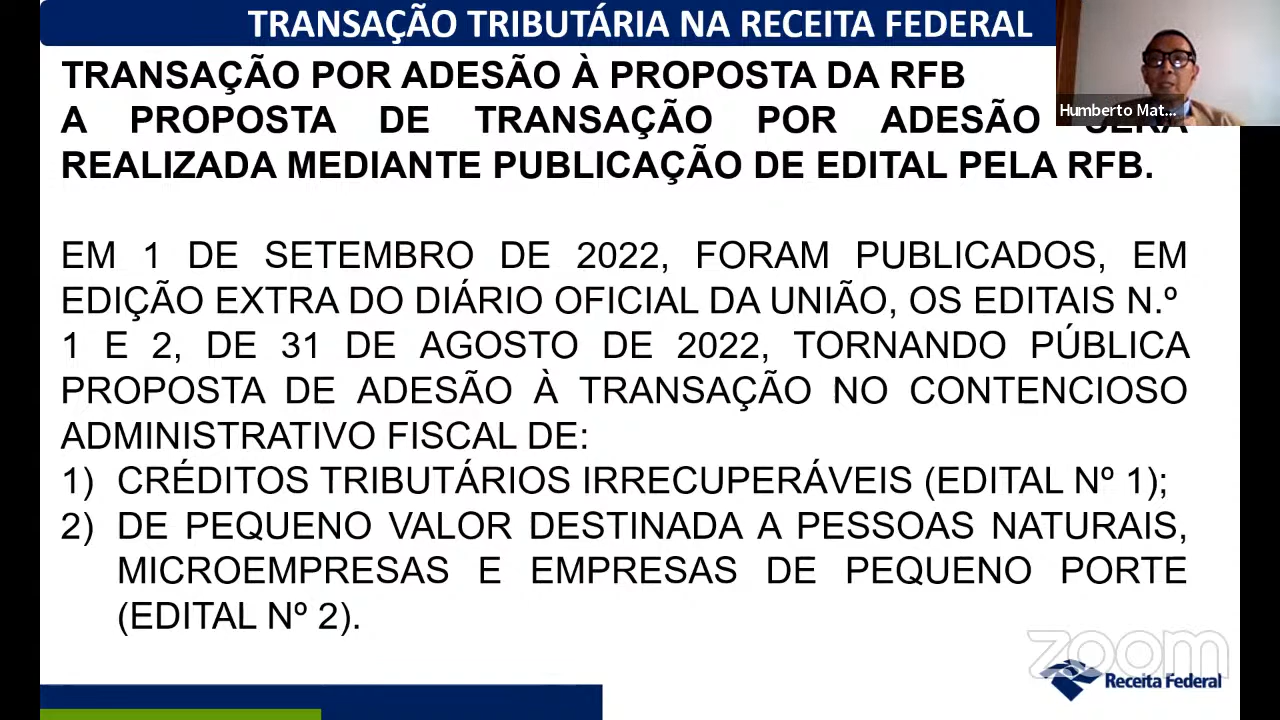 TRANSAÇÃO TRIBUTÁRIA NA RECEITA FEDERAL
TRANSAÇÃO POR ADESÃO À PROPOSTA DA RFB
A PROPOSTA DE TRANSAÇÃO POR ADESÃO SERÁ
Humberto Mat...
REALIZADA MEDIANTE PUBLICAÇÃO DE EDITAL PELA RFB.
EM 1 DE SETEMBRO DE 2022, FORAM PUBLICADOS, EM
EDIÇÃO EXTRA DO DIÁRIO OFICIAL DA UNIÃO, OS EDITAIS N.º
1 E 2, DE 31 DE AGOSTO DE 2022, TORNANDO PÚBLICA
PROPOSTA DE ADESÃO À TRANSAÇÃO NO CONTENCIOSO
ADMINISTRATIVO FISCAL DE:
1) CRÉDITOS TRIBUTÁRIOS IRRECUPERÁVEIS (EDITAL Nº 1);
2) DE PEQUENO VALOR DESTINADA A PESSOAS NATURAIS,
MICROEMPRESAS E EMPRESAS DE PEQUENO PORTE
(EDITAL Nº 2).
zoom
Receita Federal